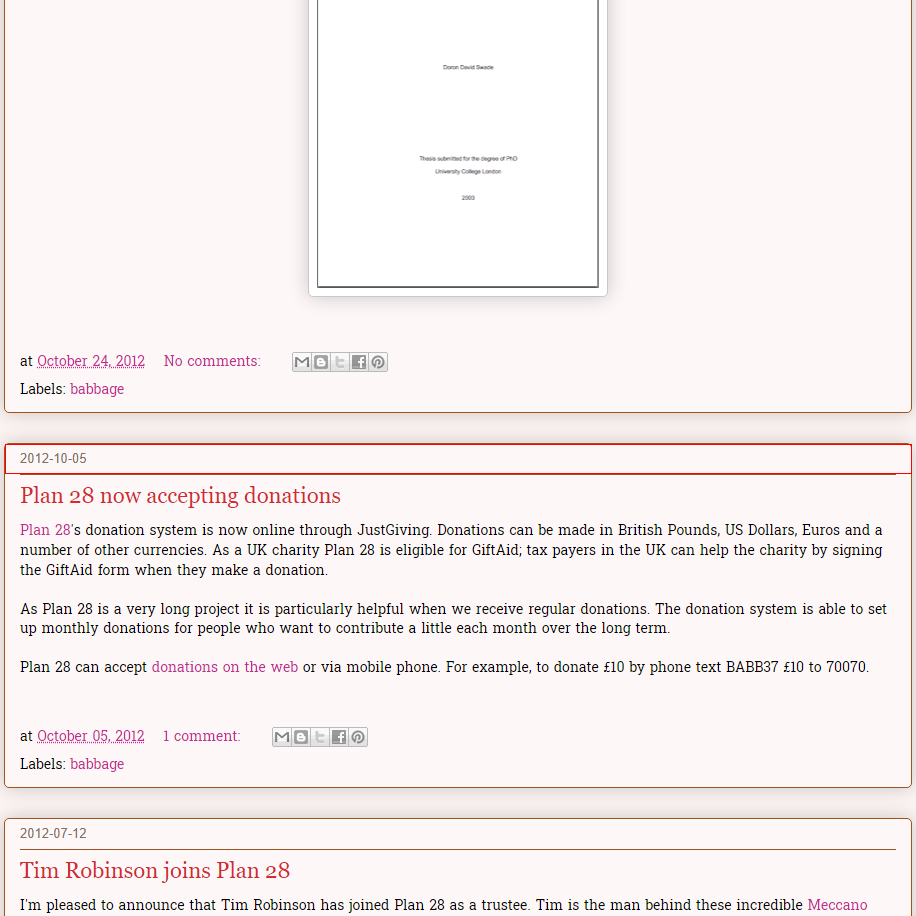 Doron David Swade
Thesis submitted for the degree of PhD
University College London
2003
at October 24, 2012 No comments:
Labels: babbage
2012-10-05
Plan 28 now accepting donations
Plan 28's donation system is now online through JustGiving. Donations can be made in British Pounds, US Dollars, Euros and a
number of other currencies. As a UK charity Plan 28 is eligible for GiftAid; tax payers in the UK can help the charity by signing
the GiftAid form when they make a donation.
As Plan 28 is a very long project it is particularly helpful when we receive regular donations. The donation system is able to set
up monthly donations for people who want to contribute a little each month over the long term.
Plan 28 can accept donations on the web or via mobile phone. For example, to donate £10 by phone text BABB37 £10 to 70070.
at October 05, 2012 1 comment:
Labels: babbage
2012-07-12
Tim Robinson joins Plan 28
I'm pleased to announce that Tim Robinson has joined Plan 28 as a trustee. Tim is the man behind these incredible Meccano